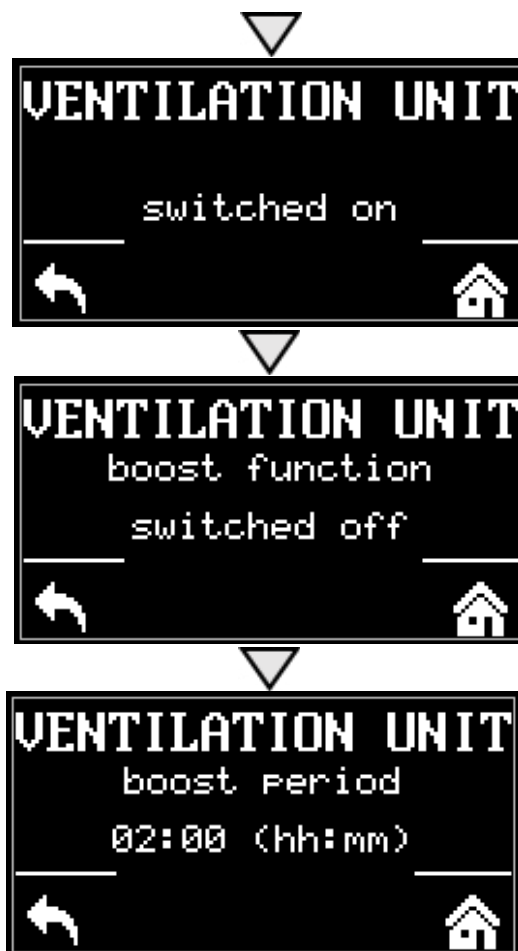 VENTILATION UNIT
switched on
VENTILATION UNIT
boost function
switched off
VENTILATION UNIT
boost period
02:00 (hh:mm)